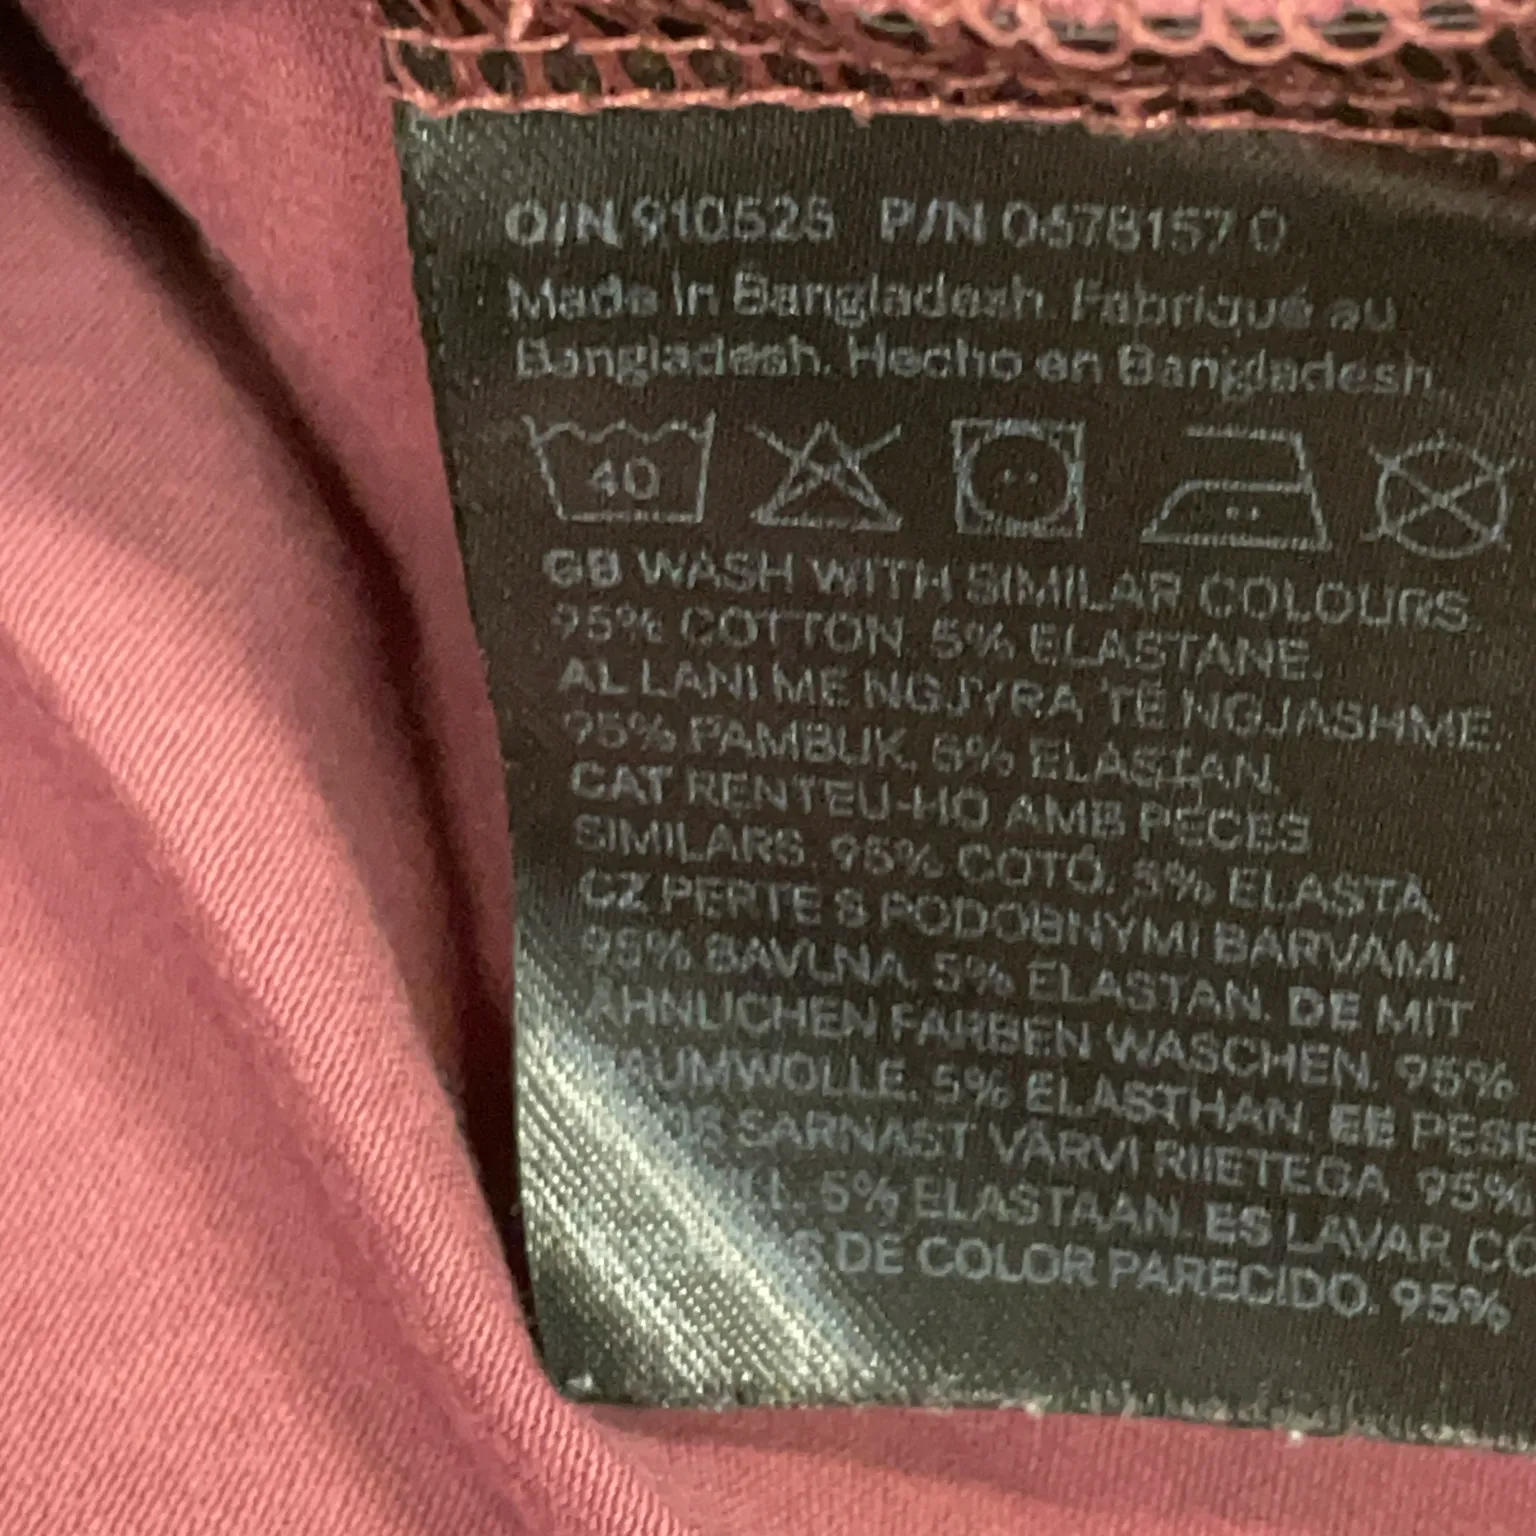 O/N 910525 P/N 0678157 0
Made in Bangladesh. Fabriqué au
Bangladesh. Hecho en Bangladesh.
40
GB WASH WITH SIMILAR COLOURS.
95% COTTON. 5% ELASTANE.
AL LANI ME NGJYRA TË NGJASHME.
95% PAMBUK. 5% ELASTAN.
CAT RENTEU-HO AMB PECES
SIMILARS. 95% COTÓ. 5% ELASTÀ.
CZ PERTE S PODOBNÝMI BARVAMI.
95% BAVLNA, 5% ELASTAN. DE MIT
ÄHNLICHEN FARBEN WASCHEN. 95%
BAUMWOLLE. 5% ELASTHAN. EE
SARNAST VÄRVI RIIETEGA. 95%
5% ELASTAAN. ES LAVAR
DE COLOR PARECIDO. 95%